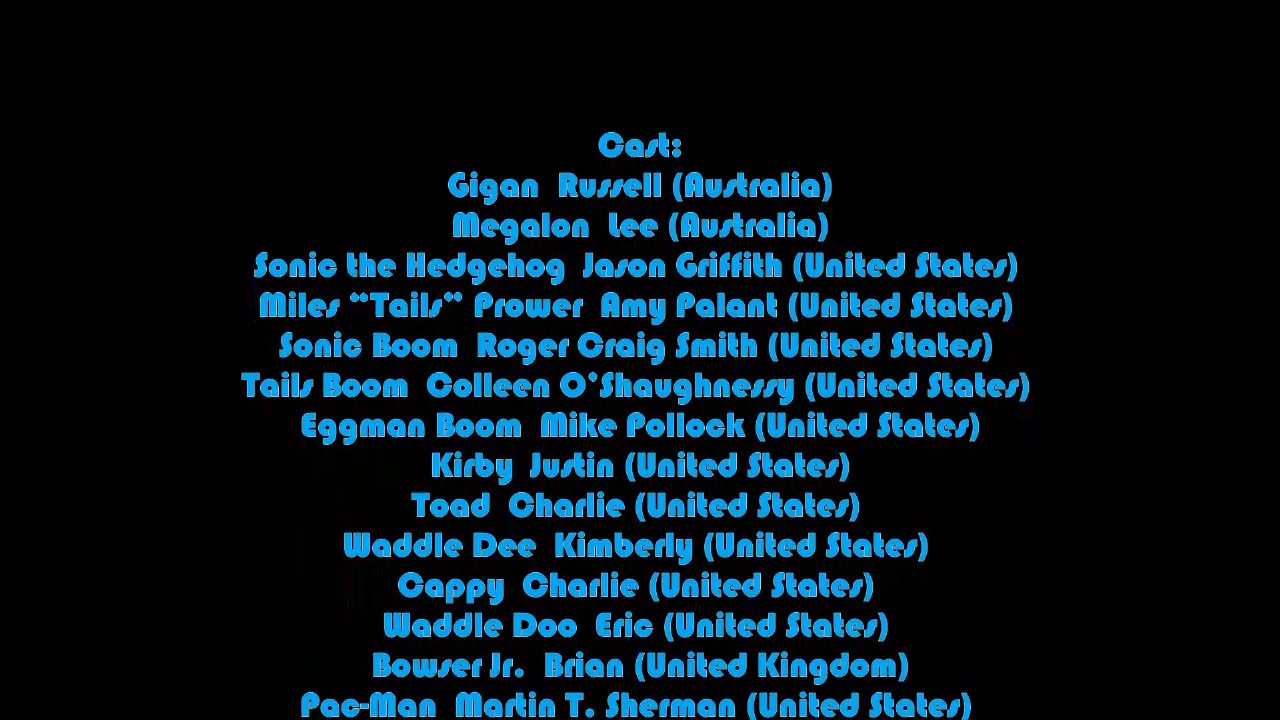 Cast:
Gigan  Russell (Australia)
Megalon  Lee (Australia)
Sonic the Hedgehog  Jason Griffith (United States)
Miles “Tails” Prower  Amy Palant (United States)
Sonic Boom  Roger Craig Smith (United States)
Tails Boom  Colleen O’Shaughnessy (United States)
Eggman Boom  Mike Pollock (United States)
Kirby  Justin (United States)
Toad  Charlie (United States)
Waddle Dee  Kimberly (United States)
Cappy  Charlie (United States)
Waddle Doo  Eric (United States)
Bowser Jr.  Brian (United Kingdom)
Pac-Man  Martin T. Sherman (United States)